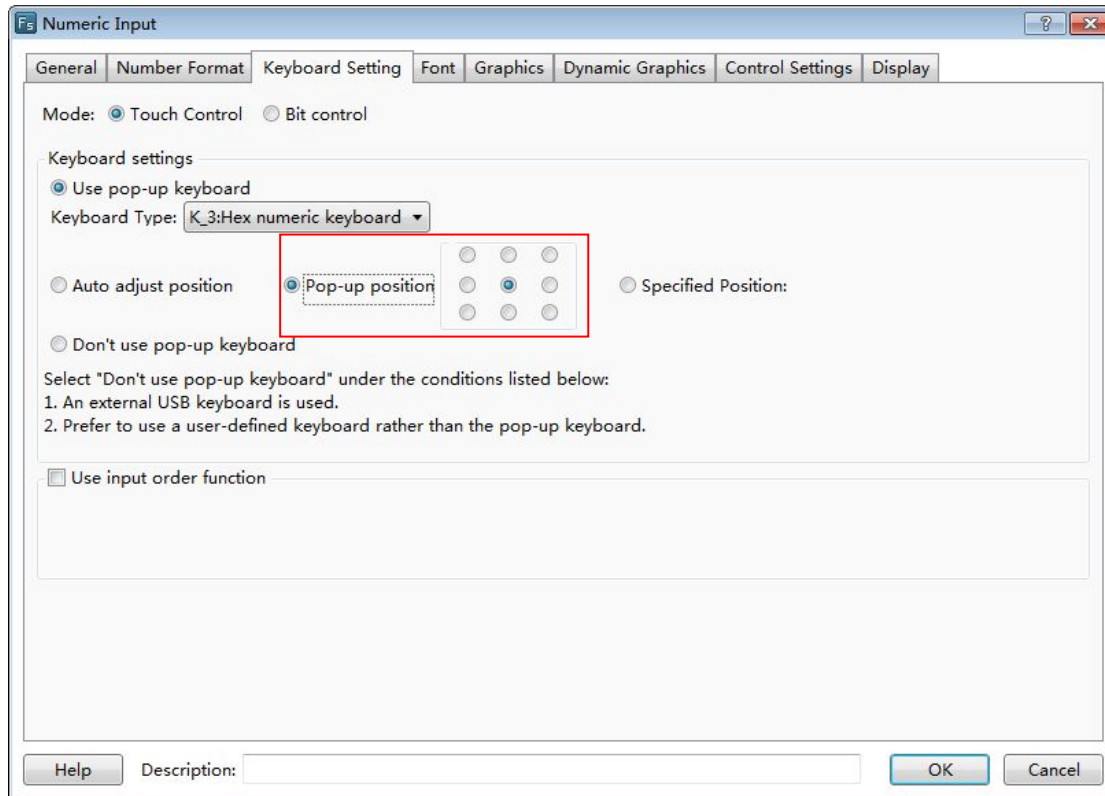 Fs Numeric Input
General Number Format Keyboard Setting Font Graphics Dynamic Graphics Control Settings Display
Mode: Touch Control Bit control
Keyboard settings
Use pop-up keyboard
Keyboard Type: K_3:Hex numeric keyboard
Auto adjust position Pop-up position Specified Position:
Don't use pop-up keyboard
Select "Don't use pop-up keyboard" under the conditions listed below:
1. An external USB keyboard is used.
2. Prefer to use a user-defined keyboard rather than the pop-up keyboard.
Use input order function
Help Description: OK Cancel